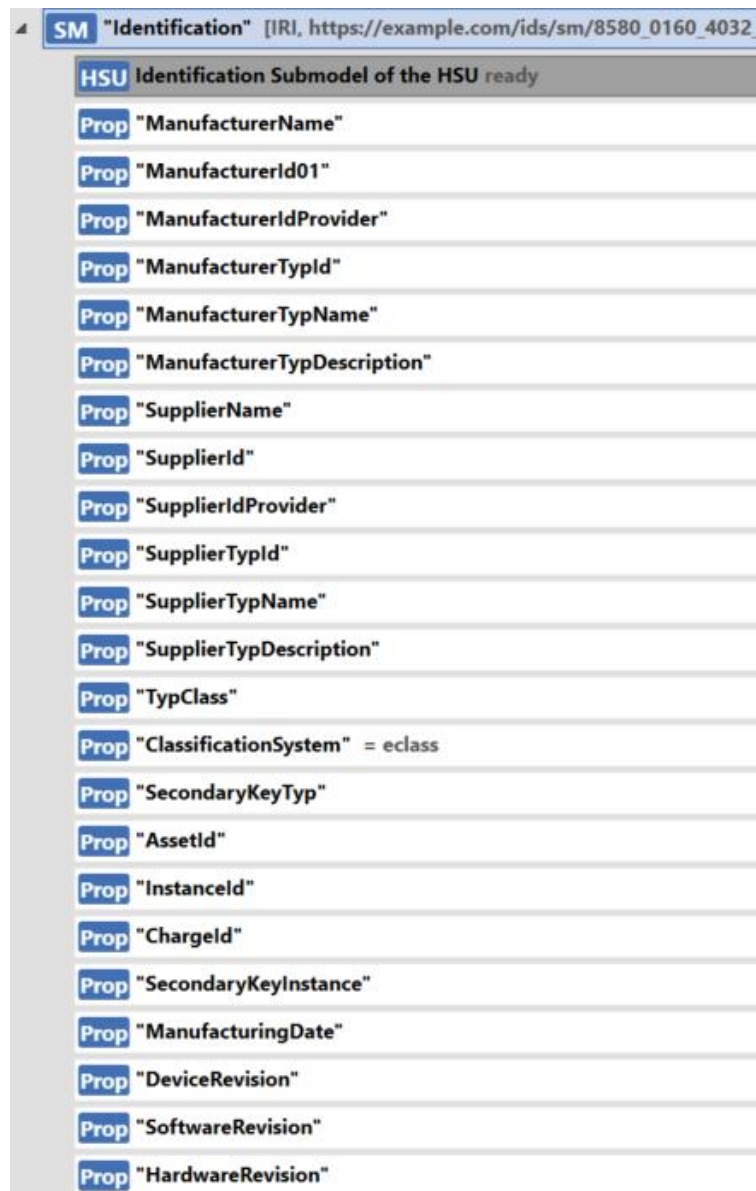 SM "Identification" [IRI, https://example.com/ids/sm/8580_0160_4032_
HSU Identification Submodel of the HSU ready
Prop "ManufacturerName"
Prop "ManufacturerId01"
Prop "ManufacturerIdProvider"
Prop "ManufacturerTypId"
Prop "ManufacturerTypName"
Prop "ManufacturerTypDescription"
Prop "SupplierName"
Prop "SupplierId"
Prop "SupplierIdProvider"
Prop "SupplierTypId"
Prop "SupplierTypName"
Prop "SupplierTypDescription"
Prop "TypClass"
Prop "ClassificationSystem" = eclass
Prop "SecondaryKeyTyp"
Prop "AssetId"
Prop "InstanceId"
Prop "ChargeId"
Prop "SecondaryKeyInstance"
Prop "ManufacturingDate"
Prop "DeviceRevision"
Prop "SoftwareRevision"
Prop "HardwareRevision"